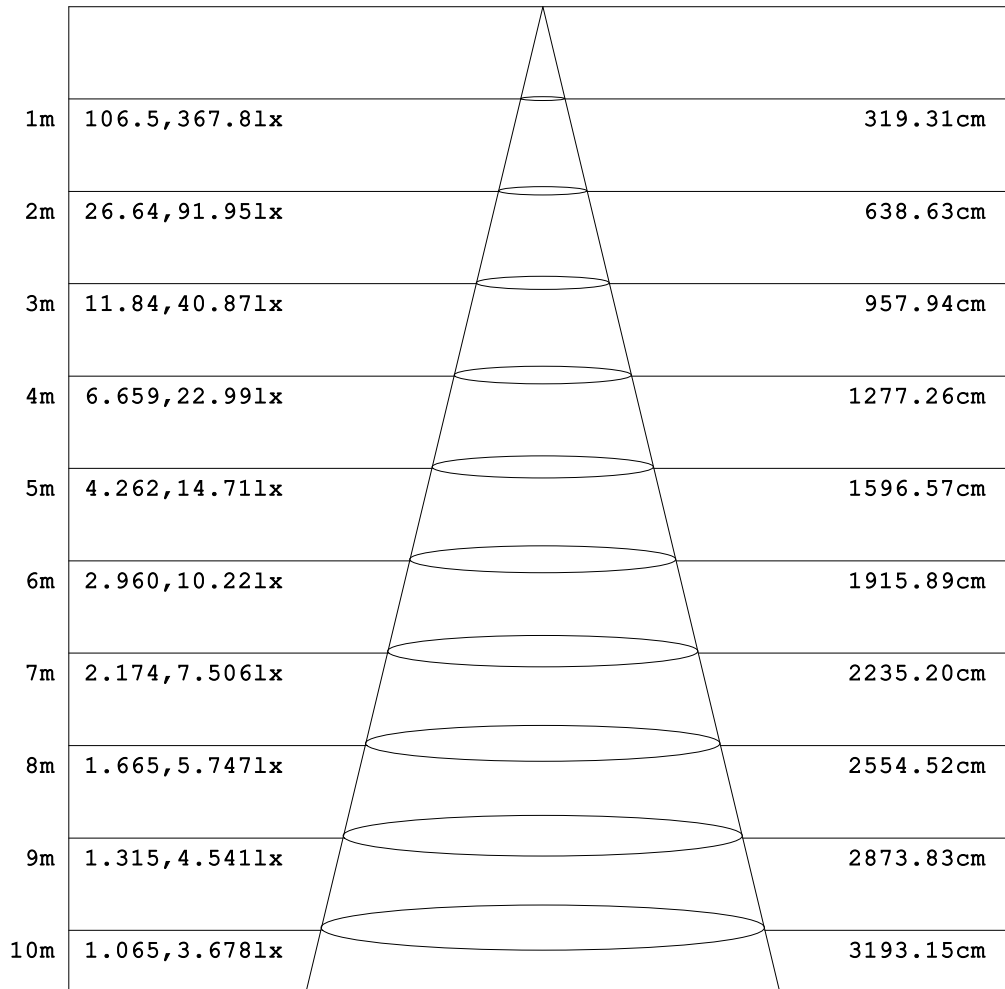 1m 106.5,367.8lx 319.31cm
2m 26.64,91.95lx 638.63cm
3m 11.84,40.87lx 957.94cm
4m 6.659,22.99lx 1277.26cm
5m 4.262,14.71lx 1596.57cm
6m 2.960,10.22lx 1915.89cm
7m 2.174,7.506lx 2235.20cm
8m 1.665,5.747lx 2554.52cm
9m 1.315,4.541lx 2873.83cm
10m 1.065,3.678lx 3193.15cm